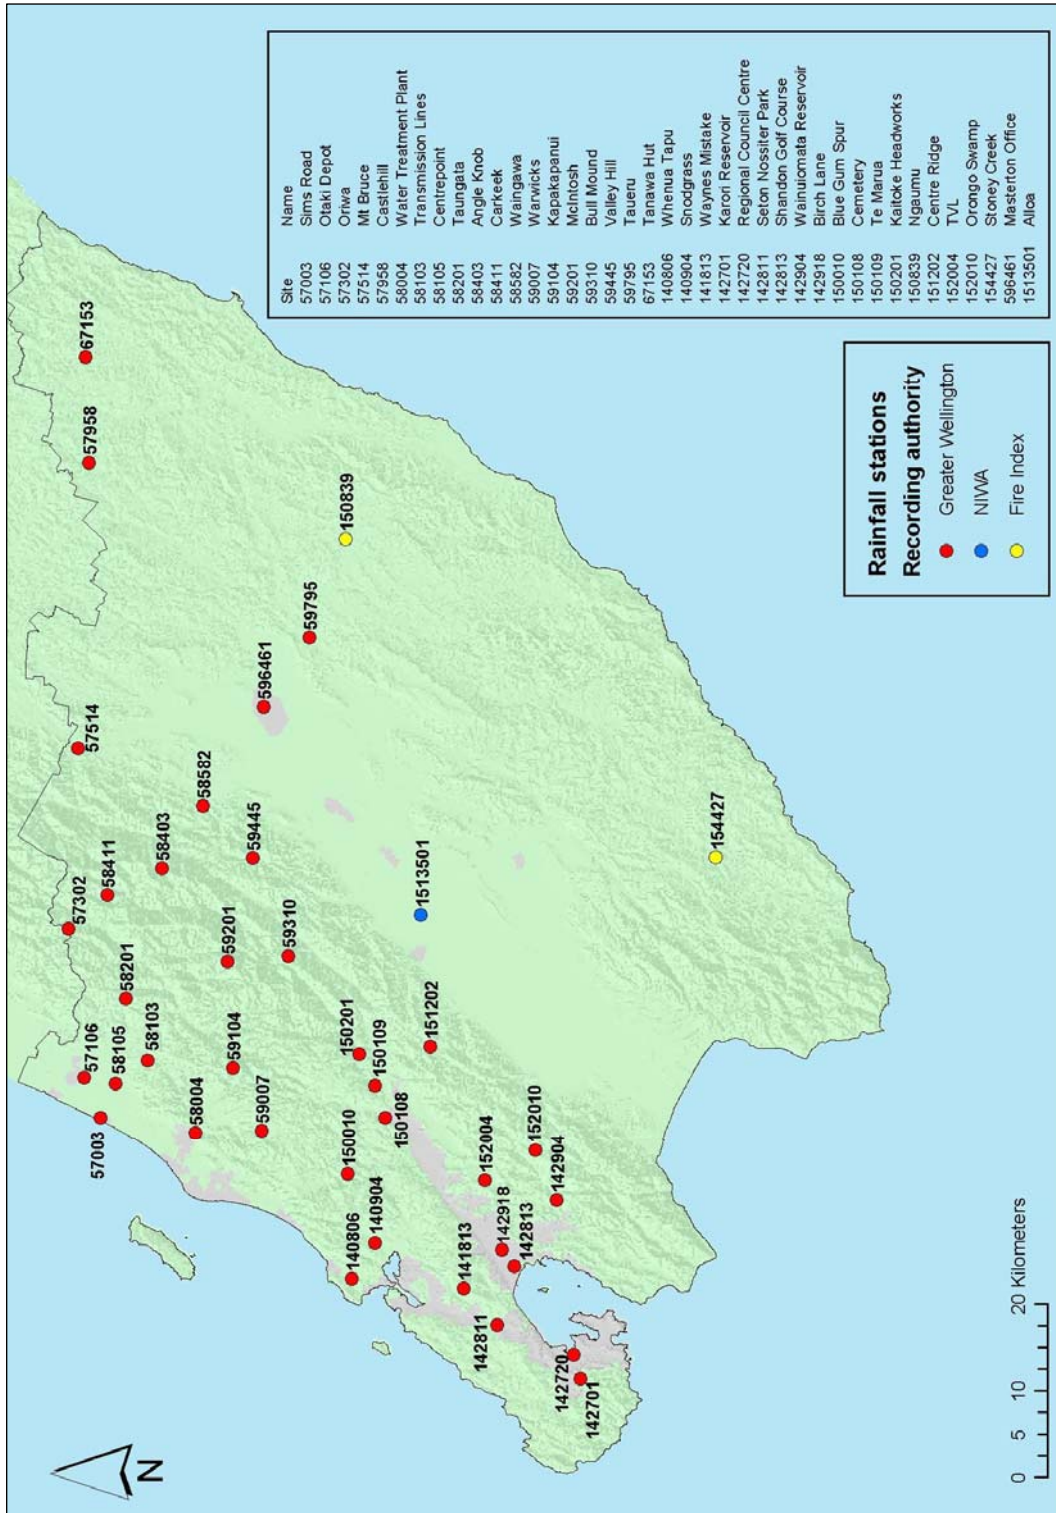 Site Name
57003 Sims Road
57106 Otaki Depot
57302 Oriwa
57514 Mt Bruce
57958 Castlehill
58004 Water Treatment Plant
58103 Transmission Lines
58105 Centrepoint
58201 Taungata
58403 Angle Knob
58411 Carkeek
58582 Waingawa
59007 Warwicks
59104 Kapakapanui
59201 McIntosh
59310 Bull Mound
59445 Valley Hill
59795 Taueru
67153 Tanawa Hut
140806 Whenua Tapu
140904 Snodgrass
141813 Waynes Mistake
142701 Karori Reservoir
142720 Regional Council Centre
142811 Seton Nossiter Park
142813 Shandon Golf Course
142904 Wainuiomata Reservoir
142918 Birch Lane
150010 Blue Gum Spur
150108 Cemetery
150109 Te Marua
150201 Kaitoke Headworks
150839 Ngaumu
151202 Centre Ridge
152004 TVL
152010 Orongo Swamp
154427 Stoney Creek
596461 Masterton Office
1513501 Alloa
Rainfall stations
Recording authority
Greater Wellington
NIWA
Fire Index
67153
57958
150839
59795
596461
57514
58582
59445
58403
58411
57302
58201
59201
59310
1513501
154427
57106
58105
58103
57003
58004
59104
59007
150201
150109
150108
151202
150010
140904
140806
152004
152010
142904
142918
142813
141813
142811
142720
142701
N
0 5 10 20 Kilometers